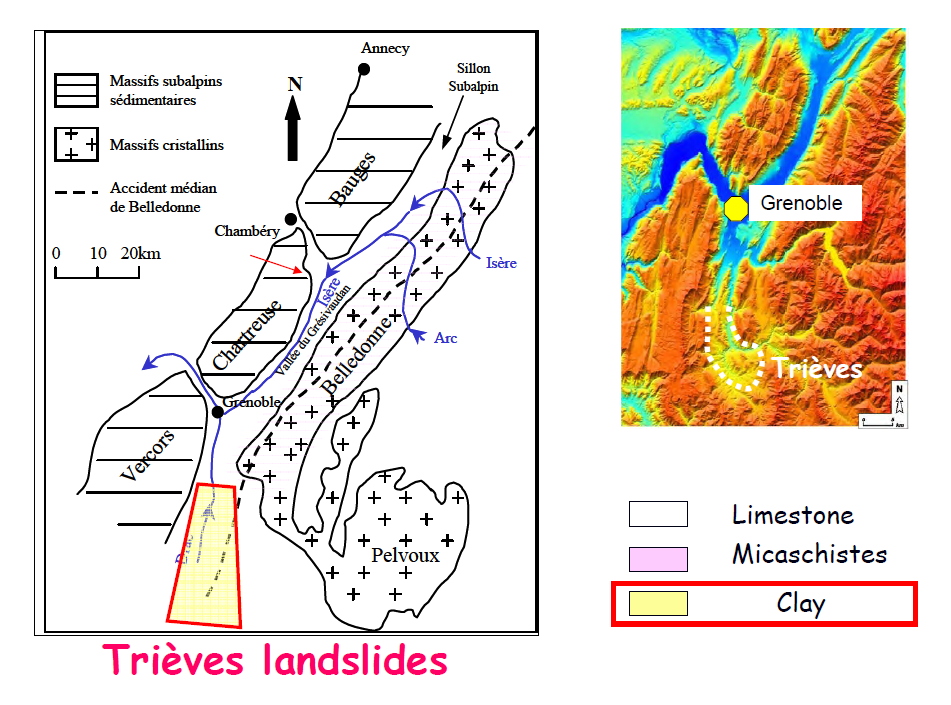 Annecy
Massifs subalpins
sédimentaires
N
Sillon
Subalpin
Massifs cristallins
Accident médian
de Belledonne
Bauges
Chambéry
0 10 20km
Isère
Isère
Vallée du Grésivaudan
Chartreuse
Arc
Belledonne
Grenoble
Vercors
Pelvoux
Trièves landslides
Grenoble
Trièves
N
km
Limestone
Micaschistes
Clay